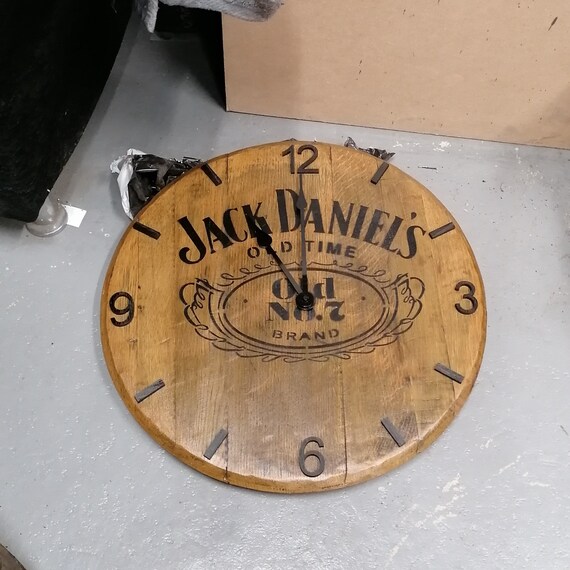 12
JACK DANIEL'S
OLD TIME
9
Old
3
No. 7
BRAND
6